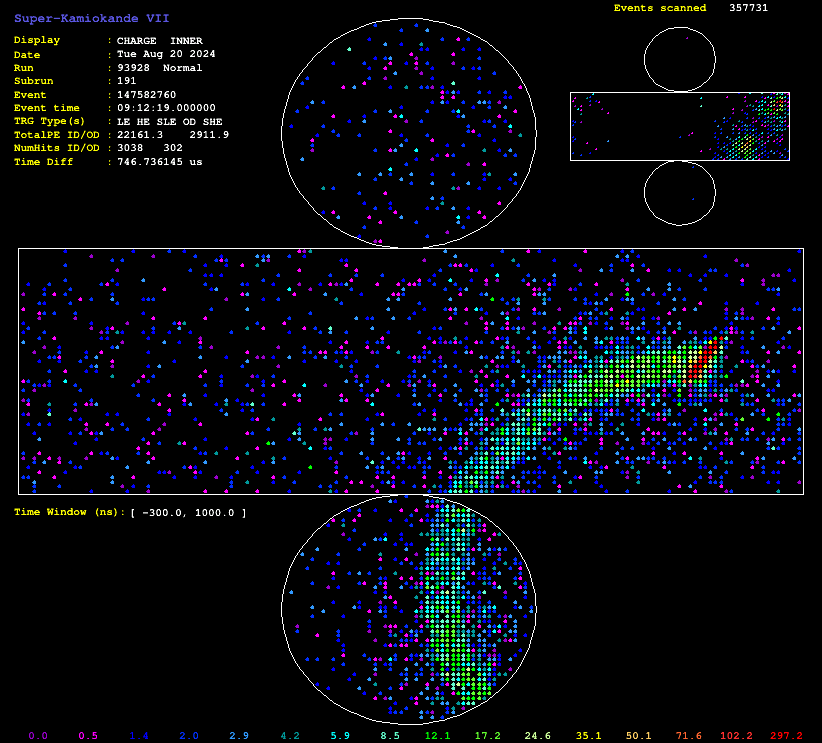 Super-Kamiokande VII
Events scanned 357731
Display : CHARGE INNER
Date : Tue Aug 20 2024
Run : 93928 Normal
Subrun : 191
Event : 147582760
Event time : 09:12:19.000000
TRG Type(s) : LE HE SLE OD SHE
TotalPE ID/OD : 22161.3 2911.9
NumHits ID/OD : 3038 302
Time Diff : 746.736145 us
Time Window (ns): [ -300.0, 1000.0 ]
0.0 0.5 1.4 2.0 2.9 4.2 5.9 8.5 12.1 17.2 24.6 35.1 50.1 71.6 102.2 297.2